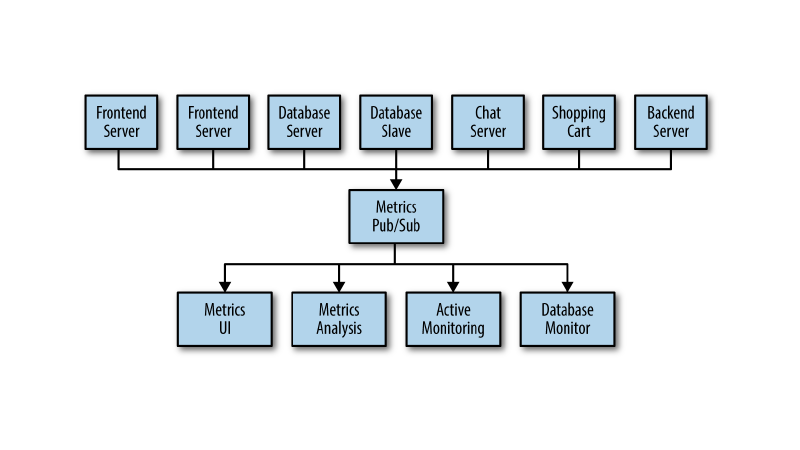 Frontend
Server
Frontend
Server
Database
Server
Database
Slave
Chat
Server
Shopping
Cart
Backend
Server
Metrics
Pub/Sub
Metrics
UI
Metrics
Analysis
Active
Monitoring
Database
Monitor